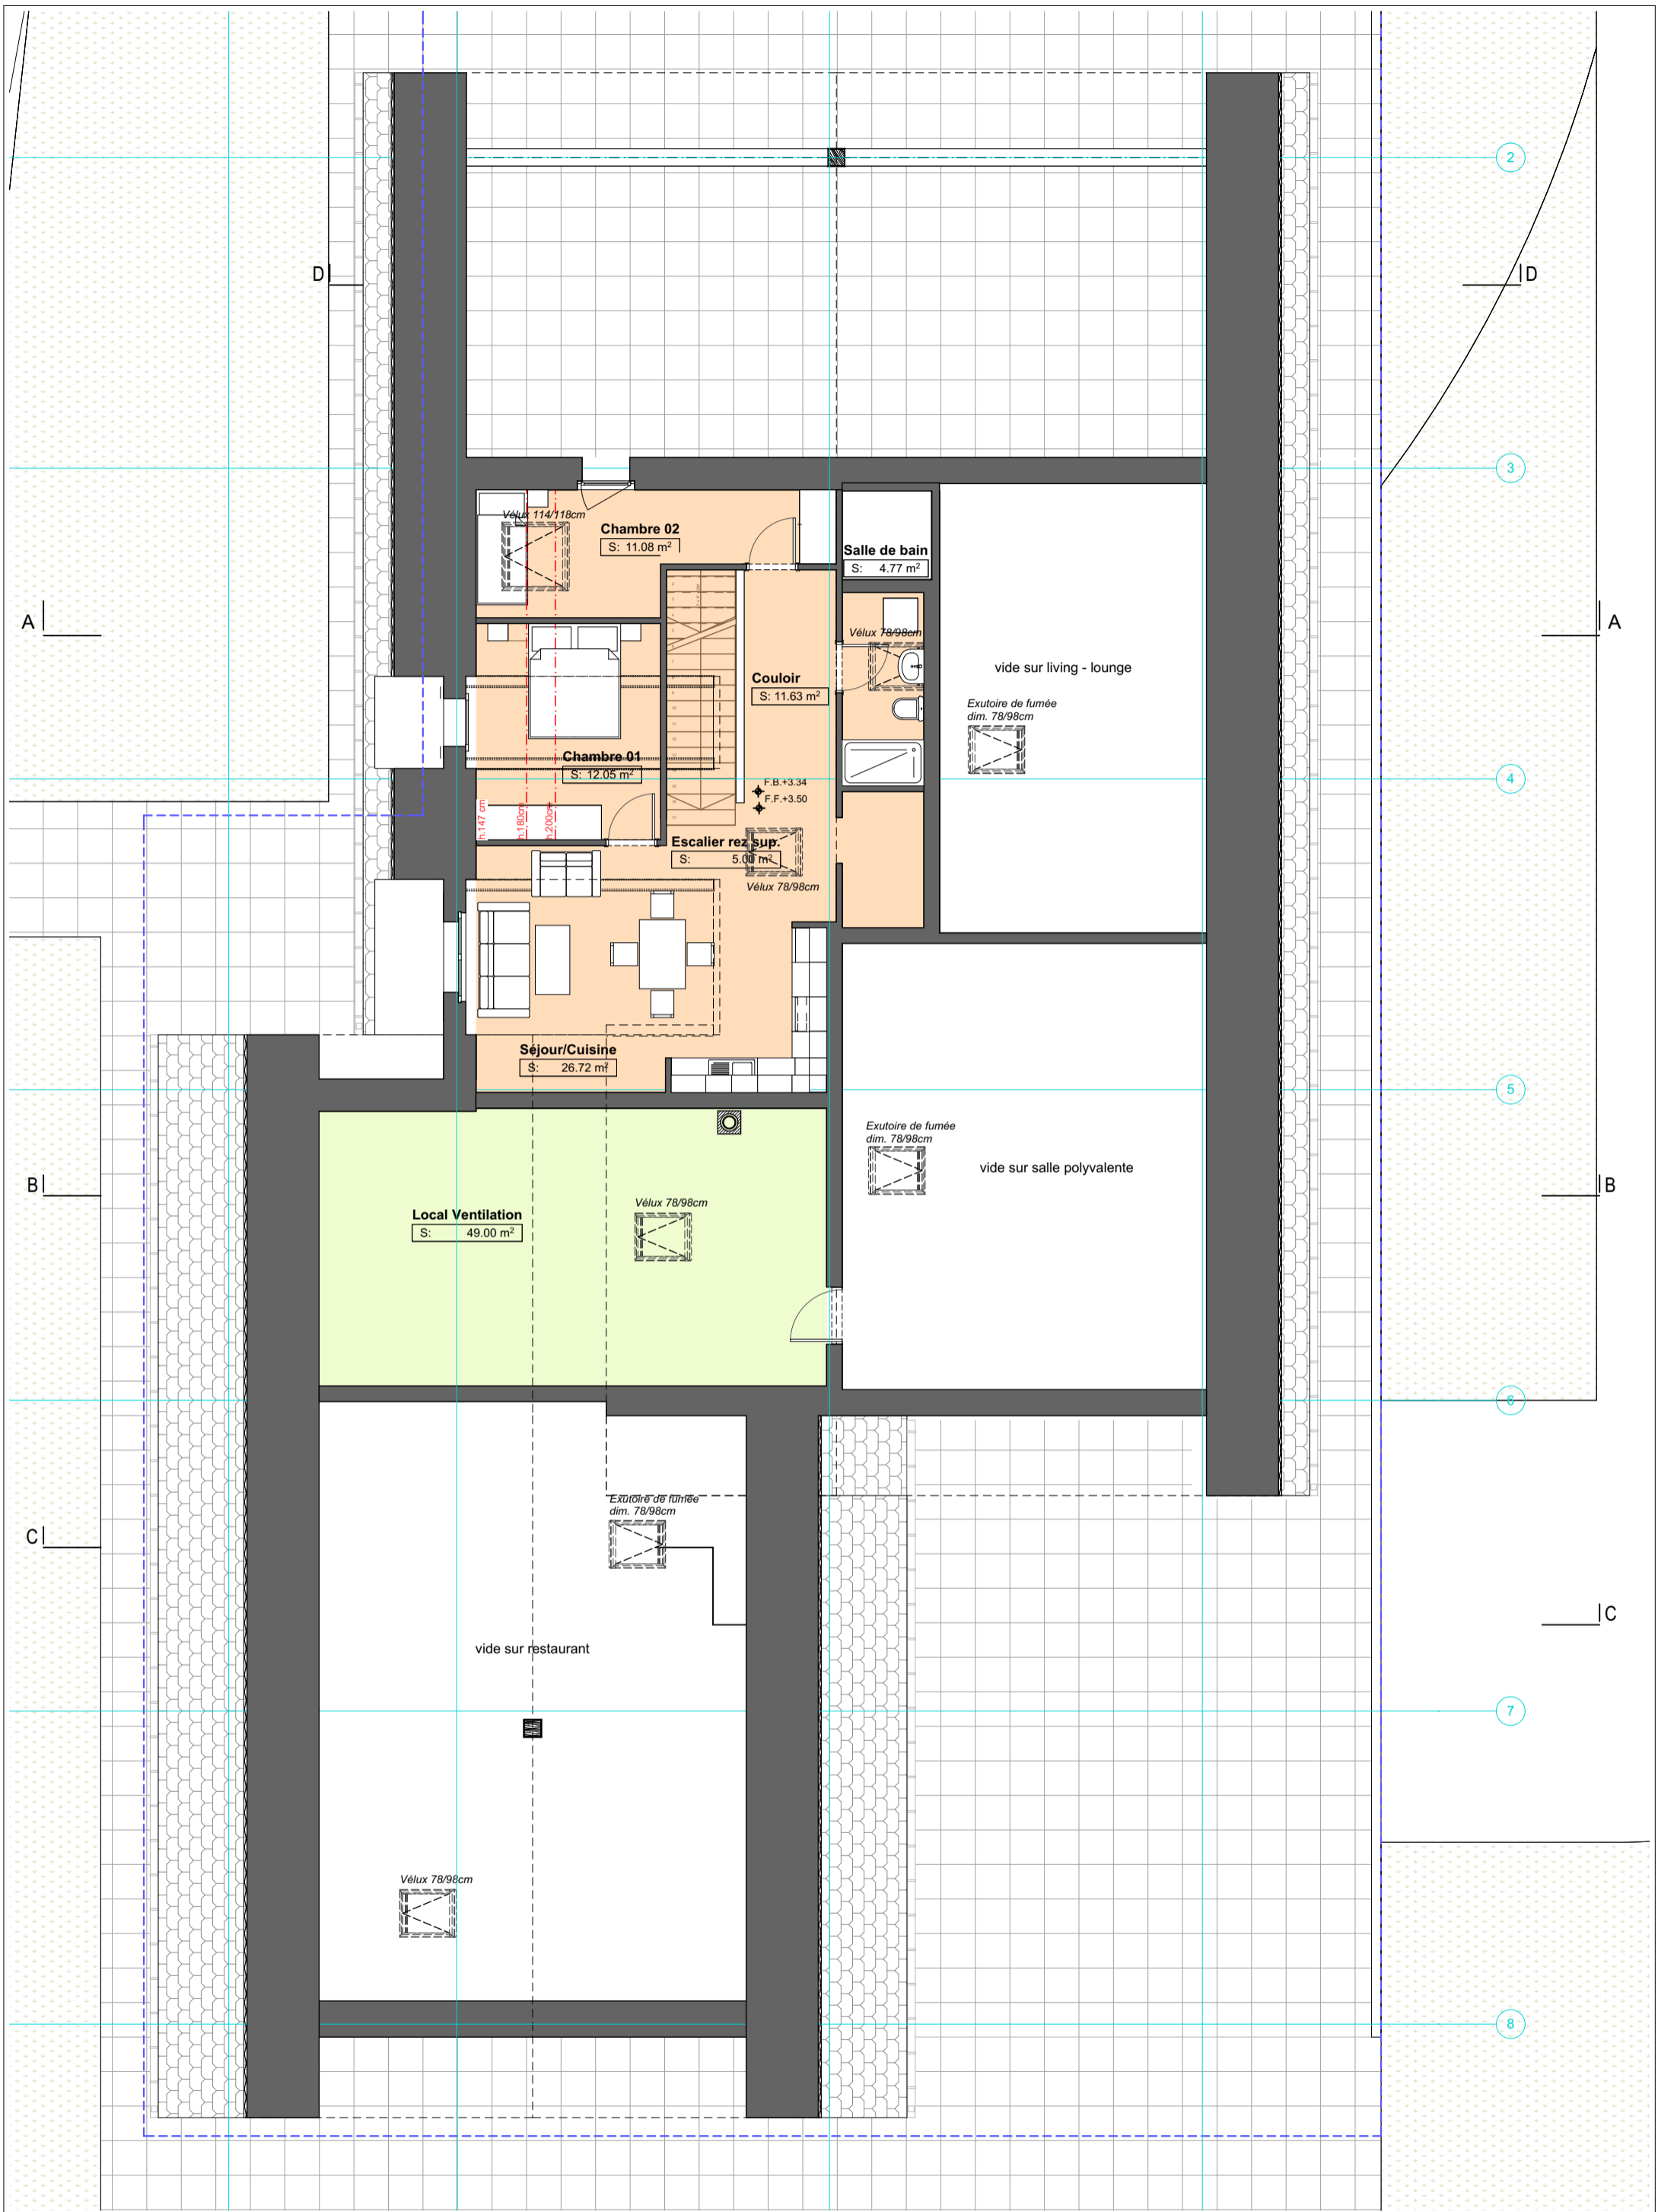 2
D
D
3
Vélux 114/118cm
Chambre 02
S: 11.08 m²
Salle de bain
S: 4.77 m²
A
A
Vélux 78/98cm
vide sur living - lounge
Couloir
S: 11.63 m²
Exutoire de fumée
dim. 78/98cm
Chambre 01
S: 12.05 m²
4
F.B.+3.34
F.F.+3.50
h.147 cm
h.180cm
h.200cm
Escalier rez sup.
S: 5.00 m²
Vélux 78/98cm
Séjour/Cuisine
S: 26.72 m²
5
Exutoire de fumée
dim. 78/98cm
vide sur salle polyvalente
B
B
Vélux 78/98cm
Local Ventilation
S: 49.00 m²
6
Exutoire de fumée
dim. 78/98cm
C
C
vide sur restaurant
7
Vélux 78/98cm
8